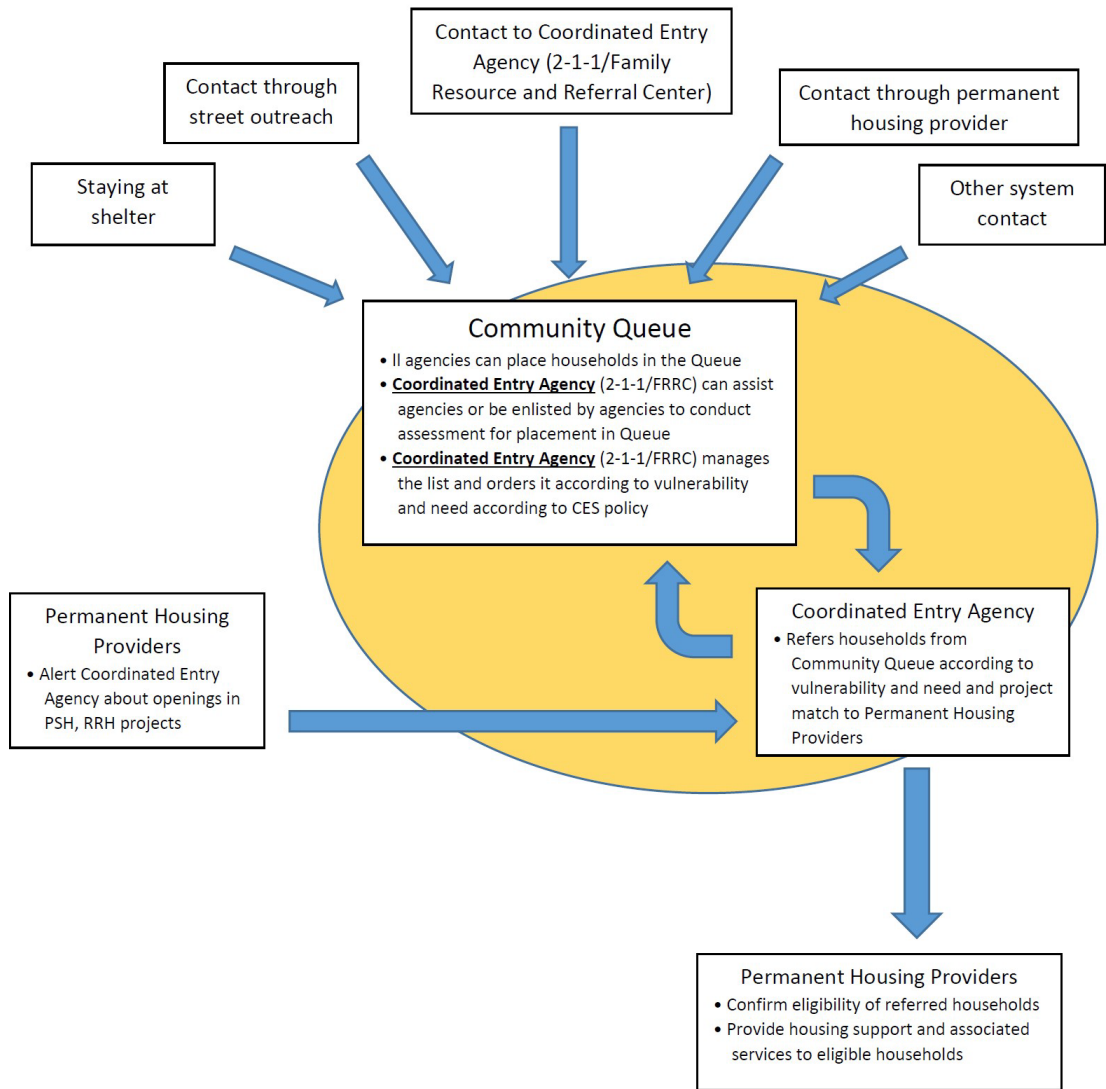 Contact to Coordinated Entry
Agency (2-1-1/Family
Resource and Referral Center)
Contact through
street outreach
Contact through permanent
housing provider
Staying at
shelter
Other system
contact
Community Queue
• ll agencies can place households in the Queue
• Coordinated Entry Agency (2-1-1/FRRC) can assist
agencies or be enlisted by agencies to conduct
assessment for placement in Queue
• Coordinated Entry Agency (2-1-1/FRRC) manages
the list and orders it according to vulnerability
and need according to CES policy
Permanent Housing
Providers
• Alert Coordinated Entry
Agency about openings in
PSH, RRH projects
Coordinated Entry Agency
• Refers households from
Community Queue according to
vulnerability and need and project
match to Permanent Housing
Providers
Permanent Housing Providers
• Confirm eligibility of referred households
• Provide housing support and associated
services to eligible households